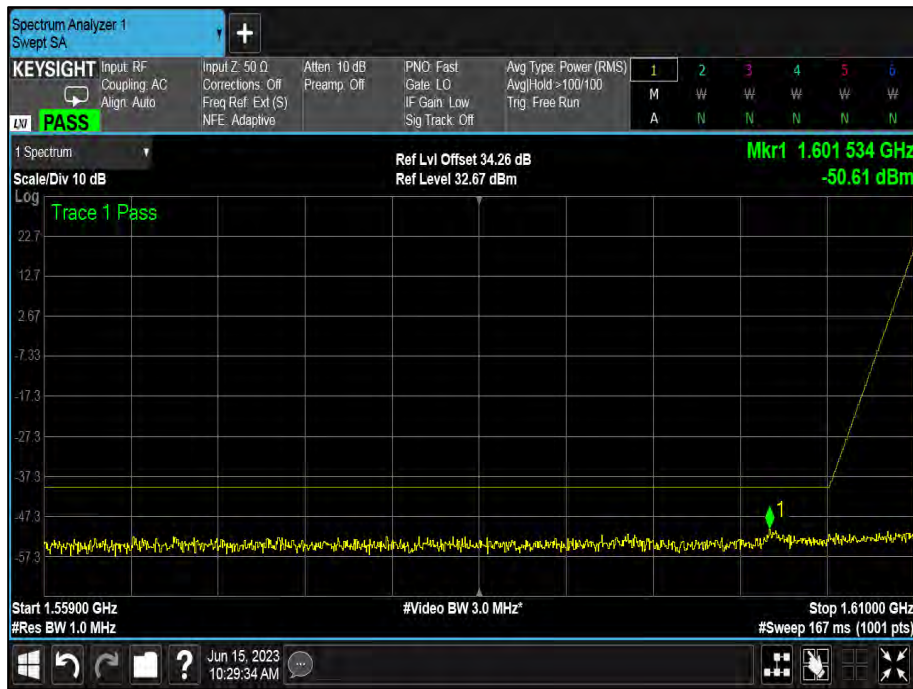 Spectrum Analyzer 1
Swept SA
+
KEYSIGHT Input: RF Input Z: 50 Ω Atten: 10 dB PNO: Fast Avg Type: Power (RMS) 1 2 3 4 5 6
Coupling: AC Corrections: Off Preamp: Off Gate: LO Avg|Hold >100/100 M W W W W W
Align: Auto Freq Ref: Ext (S) IF Gain: Low Trig: Free Run
LXI PASS NFE: Adaptive Sig Track: Off A N N N N N
1 Spectrum Ref Lvl Offset 34.26 dB Mkr1 1.601 534 GHz
Scale/Div 10 dB Ref Level 32.67 dBm -50.61 dBm
Log
Trace 1 Pass
22.7
12.7
2.67
-7.33
-17.3
-27.3
-37.3
-47.3
1
-57.3
Start 1.55900 GHz #Video BW 3.0 MHz* Stop 1.61000 GHz
#Res BW 1.0 MHz #Sweep 167 ms (1001 pts)
? Jun 15, 2023
10:29:34 AM